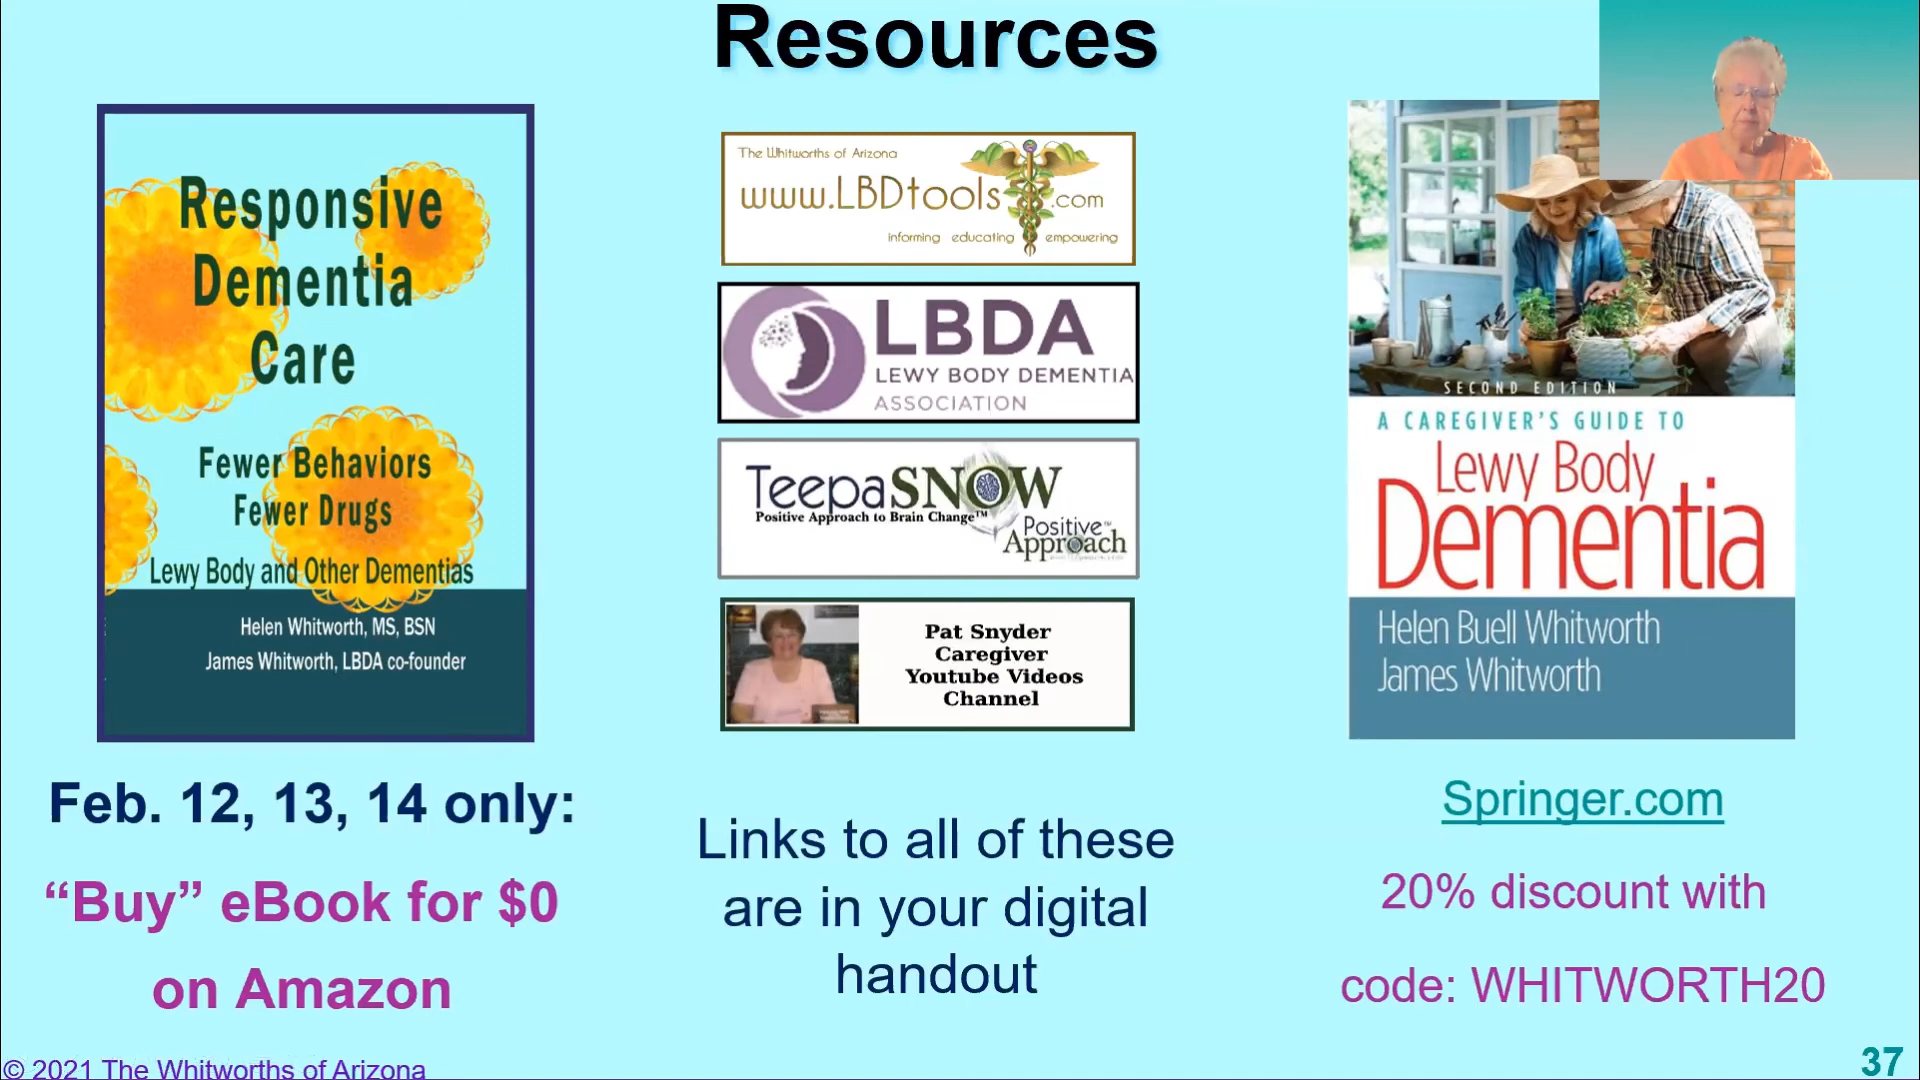 Resources
Responsive
Dementia
Care
Fewer Behaviors
Fewer Drugs
Lewy Body and Other Dementias
Helen Whitworth, MS, BSN
James Whitworth, LBDA co-founder
Feb. 12, 13, 14 only:
“Buy” eBook for $0
on Amazon
The Whitworths of Arizona
www.LBDtools.com
informing educating empowering
LBDA
LEWY BODY DEMENTIA
ASSOCIATION
TeepaSNOW
Positive Approach to Brain Change™
Positive™
Approach
Pat Snyder
Caregiver
Youtube Videos
Channel
Links to all of these
are in your digital
handout
SECOND EDITION
A CAREGIVER'S GUIDE TO
Lewy Body
Dementia
Helen Buell Whitworth
James Whitworth
Springer.com
20% discount with
code: WHITWORTH20
© 2021 The Whitworths of Arizona
37